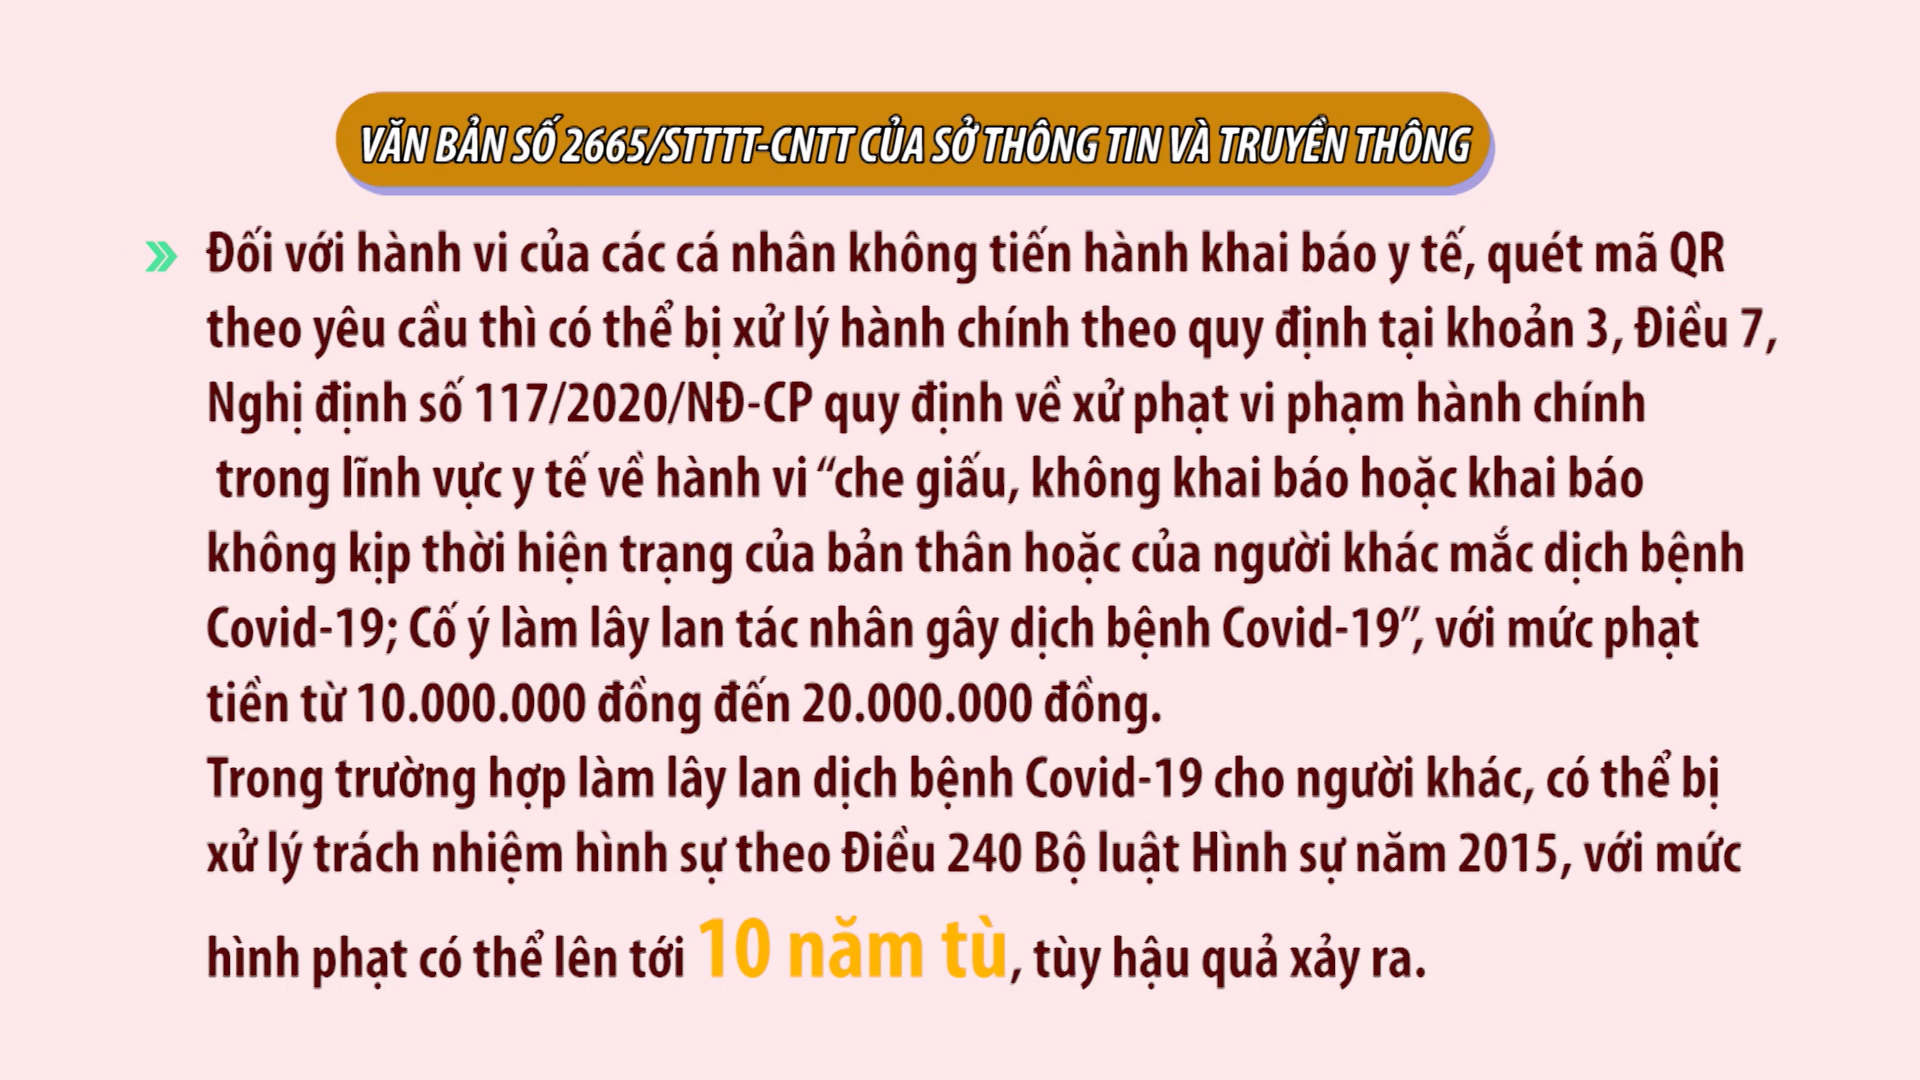 VĂN BẢN SỐ 2665/STTTT-CNTT CỦA SỞ THÔNG TIN VÀ TRUYỀN THÔNG
Đối với hành vi của các cá nhân không tiến hành khai báo y tế, quét mã QR
theo yêu cầu thì có thể bị xử lý hành chính theo quy định tại khoản 3, Điều 7,
Nghị định số 117/2020/NĐ-CP quy định về xử phạt vi phạm hành chính
trong lĩnh vực y tế về hành vi “che giấu, không khai báo hoặc khai báo
không kịp thời hiện trạng của bản thân hoặc của người khác mắc dịch bệnh
Covid-19; Cố ý làm lây lan tác nhân gây dịch bệnh Covid-19”, với mức phạt
tiền từ 10.000.000 đồng đến 20.000.000 đồng.
Trong trường hợp làm lây lan dịch bệnh Covid-19 cho người khác, có thể bị
xử lý trách nhiệm hình sự theo Điều 240 Bộ luật Hình sự năm 2015, với mức
hình phạt có thể lên tới 10 năm tù, tùy hậu quả xảy ra.